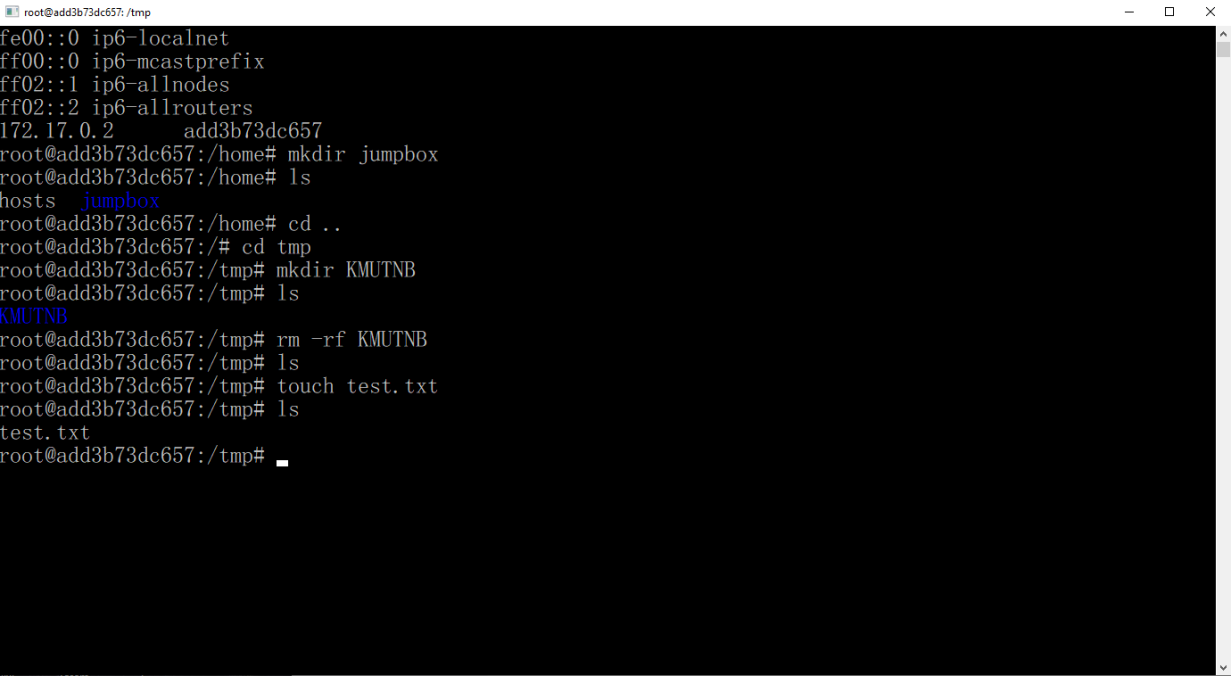 root@add3b73dc657: /tmp
fe00::0 ip6-localnet
ff00::0 ip6-mcastprefix
ff02::1 ip6-allnodes
ff02::2 ip6-allrouters
172.17.0.2      add3b73dc657
root@add3b73dc657:/home# mkdir jumpbox
root@add3b73dc657:/home# ls
hosts  jumpbox
root@add3b73dc657:/home# cd ..
root@add3b73dc657:/# cd tmp
root@add3b73dc657:/tmp# mkdir KMUTNB
root@add3b73dc657:/tmp# ls
KMUTNB
root@add3b73dc657:/tmp# rm -rf KMUTNB
root@add3b73dc657:/tmp# ls
root@add3b73dc657:/tmp# touch test.txt
root@add3b73dc657:/tmp# ls
test.txt
root@add3b73dc657:/tmp#